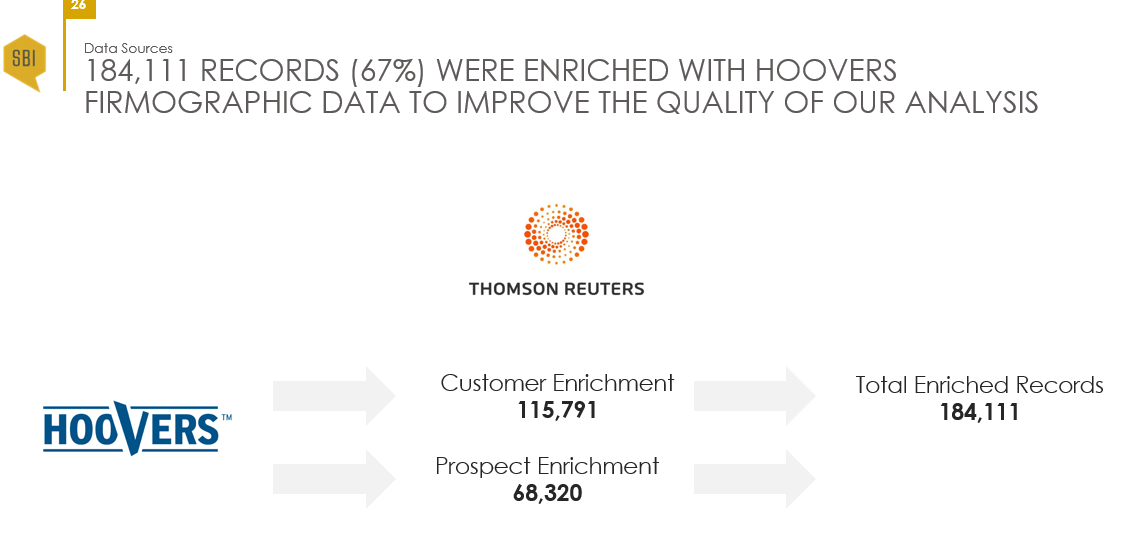 26
SBI
Data Sources
184,111 RECORDS (67%) WERE ENRICHED WITH HOOVERS
FIRMOGRAPHIC DATA TO IMPROVE THE QUALITY OF OUR ANALYSIS
THOMSON REUTERS
HOOVERS™
Customer Enrichment
115,791
Prospect Enrichment
68,320
Total Enriched Records
184,111